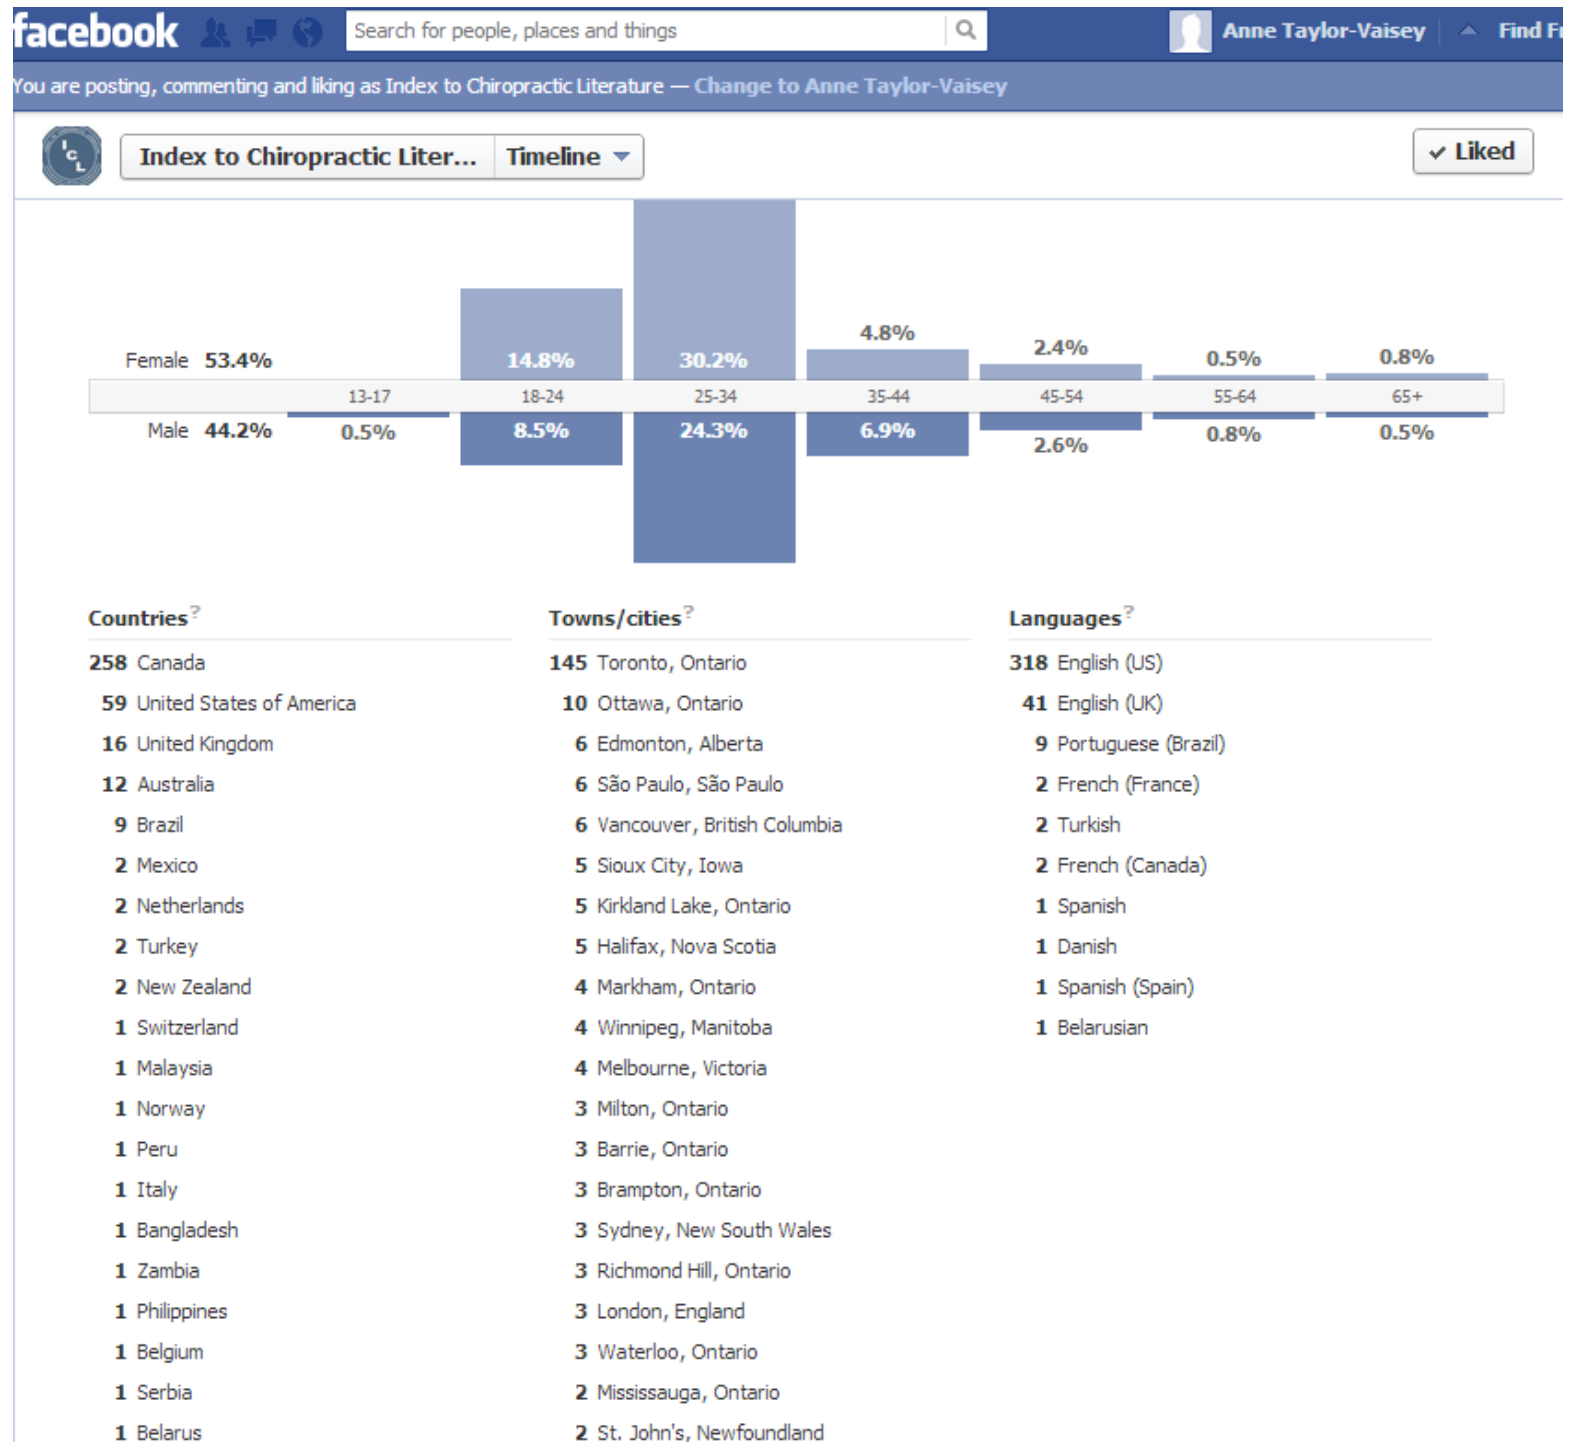 facebook
Search for people, places and things
Anne Taylor-Vaisey
Find Fr
You are posting, commenting and liking as Index to Chiropractic Literature — Change to Anne Taylor-Vaisey
ICL
Index to Chiropractic Liter...
Timeline
✓ Liked
4.8%
2.4%
0.5%
0.8%
Female 53.4%
14.8%
30.2%
13-17
18-24
25-34
35-44
45-54
55-64
65+
Male 44.2%
0.5%
8.5%
24.3%
6.9%
2.6%
0.8%
0.5%
Countries?
258 Canada
59 United States of America
16 United Kingdom
12 Australia
9 Brazil
2 Mexico
2 Netherlands
2 Turkey
2 New Zealand
1 Switzerland
1 Malaysia
1 Norway
1 Peru
1 Italy
1 Bangladesh
1 Zambia
1 Philippines
1 Belgium
1 Serbia
1 Belarus
Towns/cities?
145 Toronto, Ontario
10 Ottawa, Ontario
6 Edmonton, Alberta
6 São Paulo, São Paulo
6 Vancouver, British Columbia
5 Sioux City, Iowa
5 Kirkland Lake, Ontario
5 Halifax, Nova Scotia
4 Markham, Ontario
4 Winnipeg, Manitoba
4 Melbourne, Victoria
3 Milton, Ontario
3 Barrie, Ontario
3 Brampton, Ontario
3 Sydney, New South Wales
3 Richmond Hill, Ontario
3 London, England
3 Waterloo, Ontario
2 Mississauga, Ontario
2 St. John's, Newfoundland
Languages?
318 English (US)
41 English (UK)
9 Portuguese (Brazil)
2 French (France)
2 Turkish
2 French (Canada)
1 Spanish
1 Danish
1 Spanish (Spain)
1 Belarusian